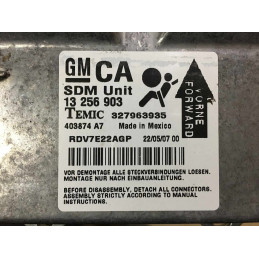 GM CA
SDM Unit
13 256 903
TEMIC 327963935
403874 A7 Made in Mexico
RDV7E22AGP 22/05/07 00
VORNE
FORWARD
VOR DEMONTAGE ALLE STECKVERBINDUNGEN LOESEN.
MONTAGE NUR NACH EINBAUANLEITUNG.
BEFORE DISASSEMBLY, DETACH ALL CONNECTORS.
ASSEMBLY STRICTLY ACCORDING TO MANUAL
INSTRUCTIONS.